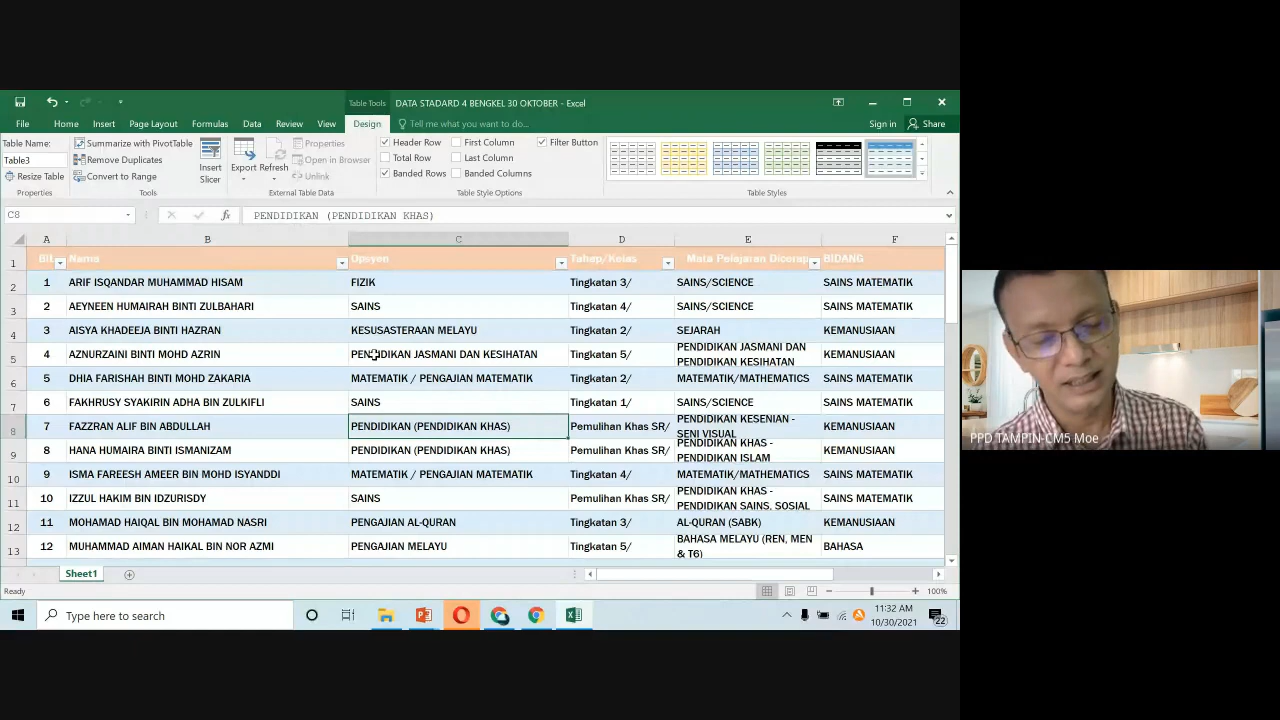 Table Tools
DATA STADARD 4 BENGKEL 30 OKTOBER - Excel
File Home Insert Page Layout Formulas Data Review View Design Tell me what you want to do... Sign in Share
Table Name:
Table3
Resize Table
Properties
Summarize with PivotTable
Remove Duplicates
Convert to Range
Tools
Insert
Slicer
Export Refresh
Properties
Open in Browser
Unlink
External Table Data
Header Row First Column Filter Button
Total Row Last Column
Banded Rows Banded Columns
Table Style Options
Table Styles
C8 fx PENDIDIKAN (PENDIDIKAN KHAS)
A B C D E F
1 BIL Nama Opsyen Tahap/Kelas BIDANG
2 1 ARIF ISQANDAR MUHAMMAD HISAM FIZIK Tingkatan 3/ SAINS/SCIENCE SAINS MATEMATIK
3 2 AEYNEEN HUMAIRAH BINTI ZULBAHARI SAINS Tingkatan 4/ SAINS/SCIENCE SAINS MATEMATIK
4 3 AISYA KHADEEJA BINTI HAZRAN KESUSASTERAAN MELAYU Tingkatan 2/ SEJARAH KEMANUSIAAN
5 4 AZNURZAINI BINTI MOHD AZRIN PENDIDIKAN JASMANI DAN KESIHATAN Tingkatan 5/ PENDIDIKAN JASMANI DAN
PENDIDIKAN KESIHATAN KEMANUSIAAN
6 5 DHIA FARISHAH BINTI MOHD ZAKARIA MATEMATIK / PENGAJIAN MATEMATIK Tingkatan 2/ MATEMATIK/MATHEMATICS SAINS MATEMATIK
7 6 FAKHRUSY SYAKIRIN ADHA BIN ZULKIFLI SAINS Tingkatan 1/ SAINS/SCIENCE SAINS MATEMATIK
8 7 FAZZRAN ALIF BIN ABDULLAH PENDIDIKAN (PENDIDIKAN KHAS) Pemulihan Khas SR/ PENDIDIKAN KESENIAN -
SENI VISUAL KEMANUSIAAN
9 8 HANA HUMAIRA BINTI ISMANIZAM PENDIDIKAN (PENDIDIKAN KHAS) Pemulihan Khas SR/ PENDIDIKAN KHAS -
PENDIDIKAN ISLAM KEMANUSIAAN
10 9 ISMA FAREESH AMEER BIN MOHD ISYANDDI MATEMATIK / PENGAJIAN MATEMATIK Tingkatan 4/ MATEMATIK/MATHEMATICS SAINS MATEMATIK
11 10 IZZUL HAKIM BIN IDZURISDY SAINS Pemulihan Khas SR/ PENDIDIKAN KHAS -
PENDIDIKAN SAINS, SOSIAL SAINS MATEMATIK
12 11 MOHAMAD HAIQAL BIN MOHAMAD NASRI PENGAJIAN AL-QURAN Tingkatan 3/ AL-QURAN (SABK) KEMANUSIAAN
13 12 MUHAMMAD AIMAN HAIKAL BIN NOR AZMI PENGAJIAN MELAYU Tingkatan 5/ BAHASA MELAYU (REN, MEN
& T6) BAHASA
Sheet1
Ready 100%
Type here to search
11:32 AM
10/30/2021
22
PPD TAMPIN-CM5 Moe